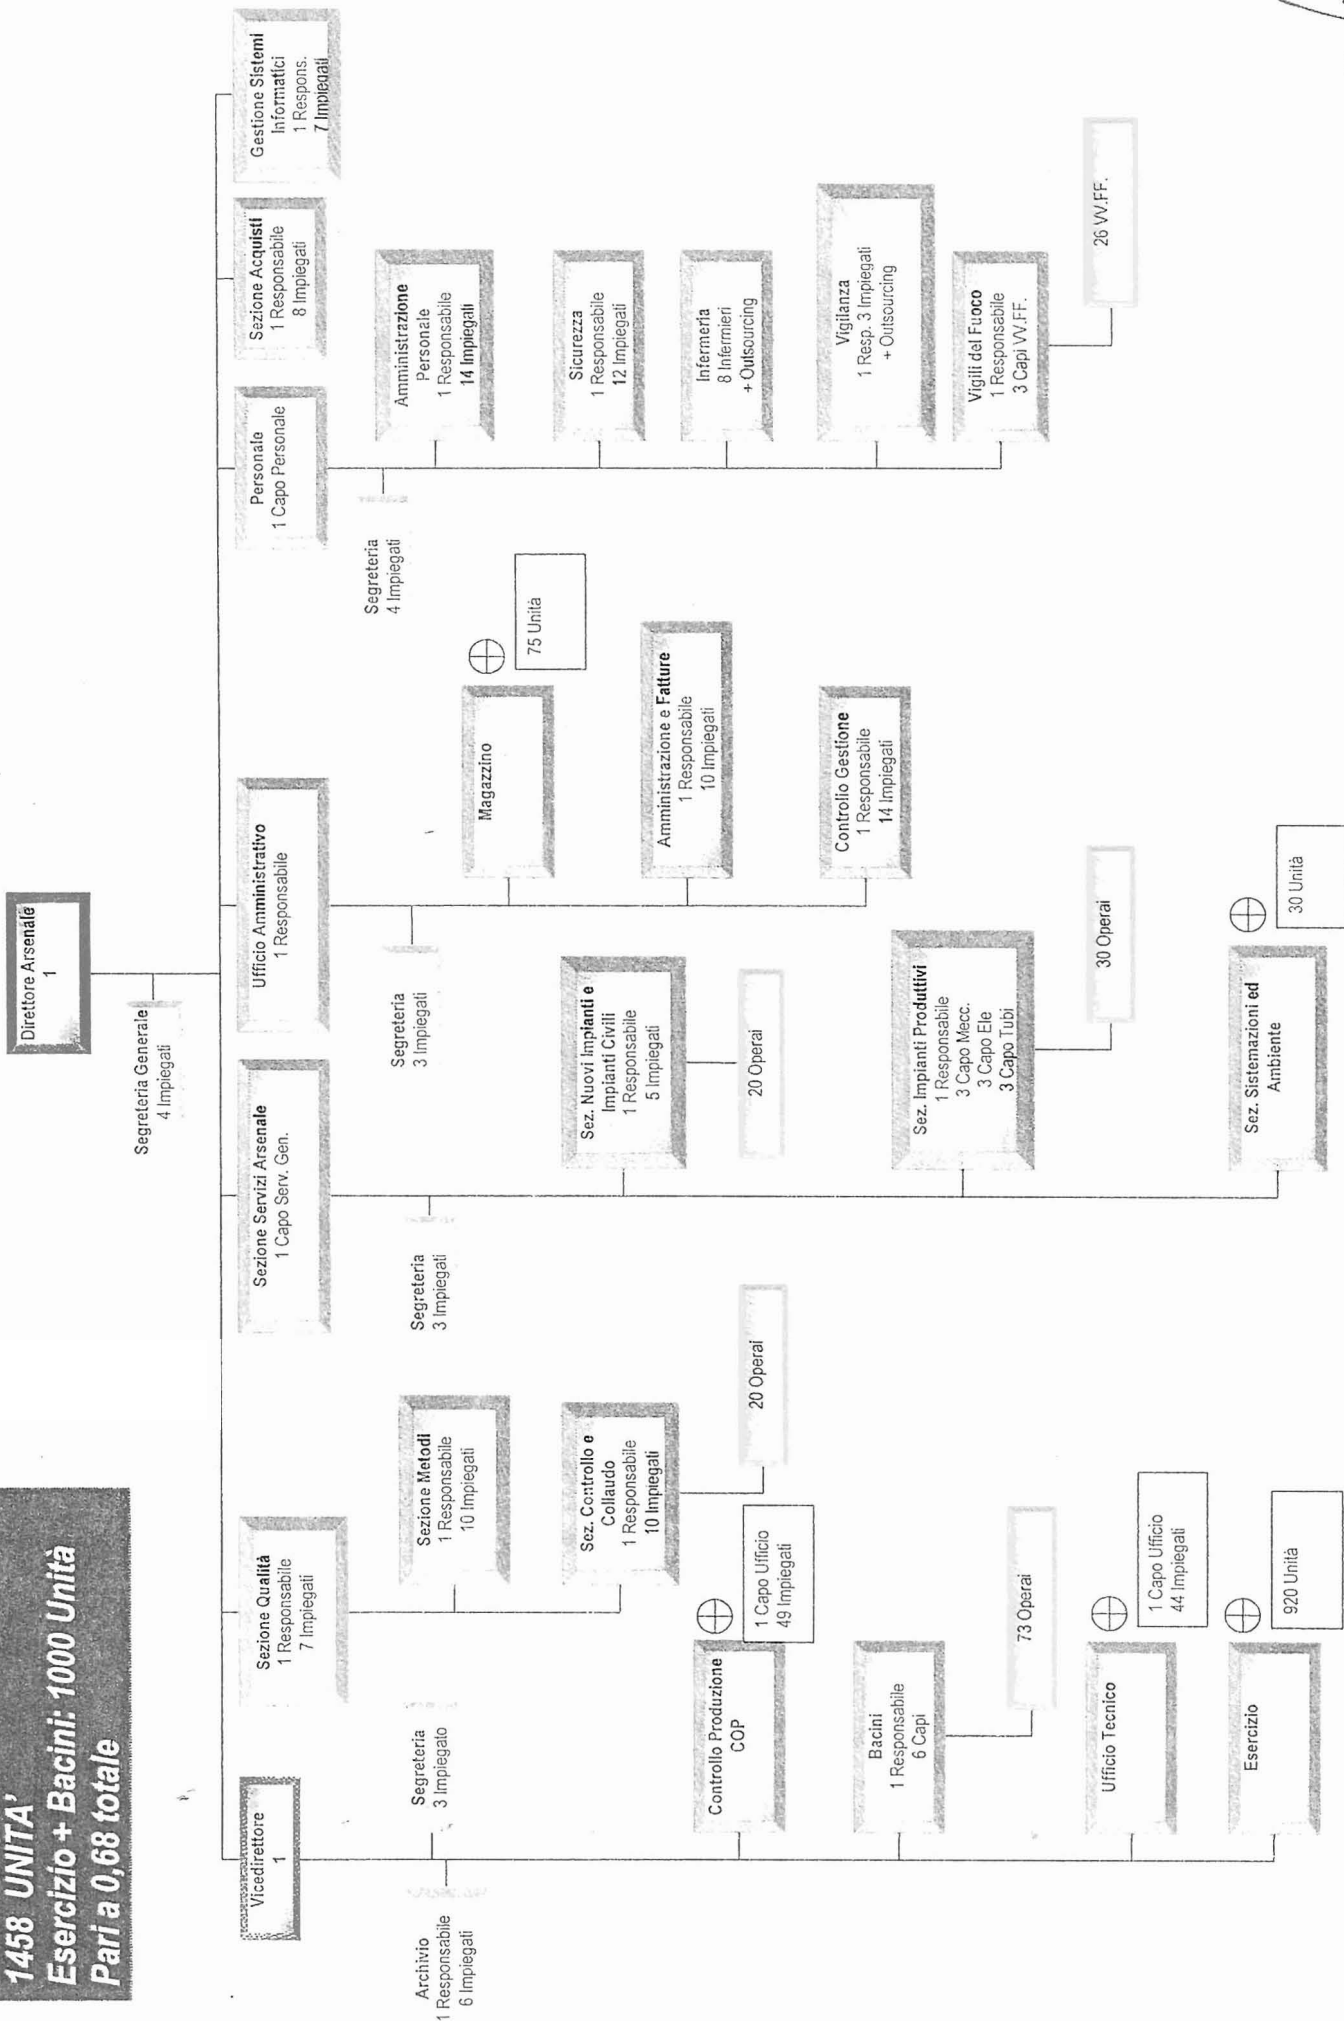 1458 UNITA'
Esercizio + Bacini: 1000 Unità
Pari a 0,68 totale
Direttore Arsenale
1
Segreteria Generale
4 Impiegati
Vicedirettore
1
Archivio
1 Responsabile
6 Impiegati
Segreteria
3 Impiegato
Controllo Produzione
COP
1 Capo Ufficio
49 Impiegati
Bacini
1 Responsabile
6 Capi
73 Operai
Ufficio Tecnico
1 Capo Ufficio
44 Impiegati
Esercizio
920 Unità
Sezione Qualità
1 Responsabile
7 Impiegati
Sezione Metodi
1 Responsabile
10 Impiegati
Sez. Controllo e
Collaudo
1 Responsabile
10 Impiegati
20 Operai
Sezione Servizi Arsenale
1 Capo Serv. Gen.
Segreteria
3 Impiegati
Sez. Nuovi Impianti e
Impianti Civili
1 Responsabile
5 Impiegati
20 Operai
Sez. Impianti Produttivi
1 Responsabile
3 Capo Mecc.
3 Capo Ele
3 Capo Tubi
30 Operai
Sez. Sistemazioni ed
Ambiente
30 Unità
Ufficio Amministrativo
1 Responsabile
Segreteria
3 Impiegati
Magazzino
75 Unità
Amministrazione e Fatture
1 Responsabile
10 Impiegati
Controllo Gestione
1 Responsabile
14 Impiegati
Personale
1 Capo Personale
Segreteria
4 Impiegati
Amministrazione
Personale
1 Responsabile
14 Impiegati
Sicurezza
1 Responsabile
12 Impiegati
Infermeria
8 Infermieri
+ Outsourcing
Vigilanza
1 Resp. 3 Impiegati
+ Outsourcing
Vigili del Fuoco
1 Responsabile
3 Capi VV.FF.
26 VV.FF.
Sezione Acquisti
1 Responsabile
8 Impiegati
Gestione Sistemi
Informatici
1 Respons.
7 Impiegati